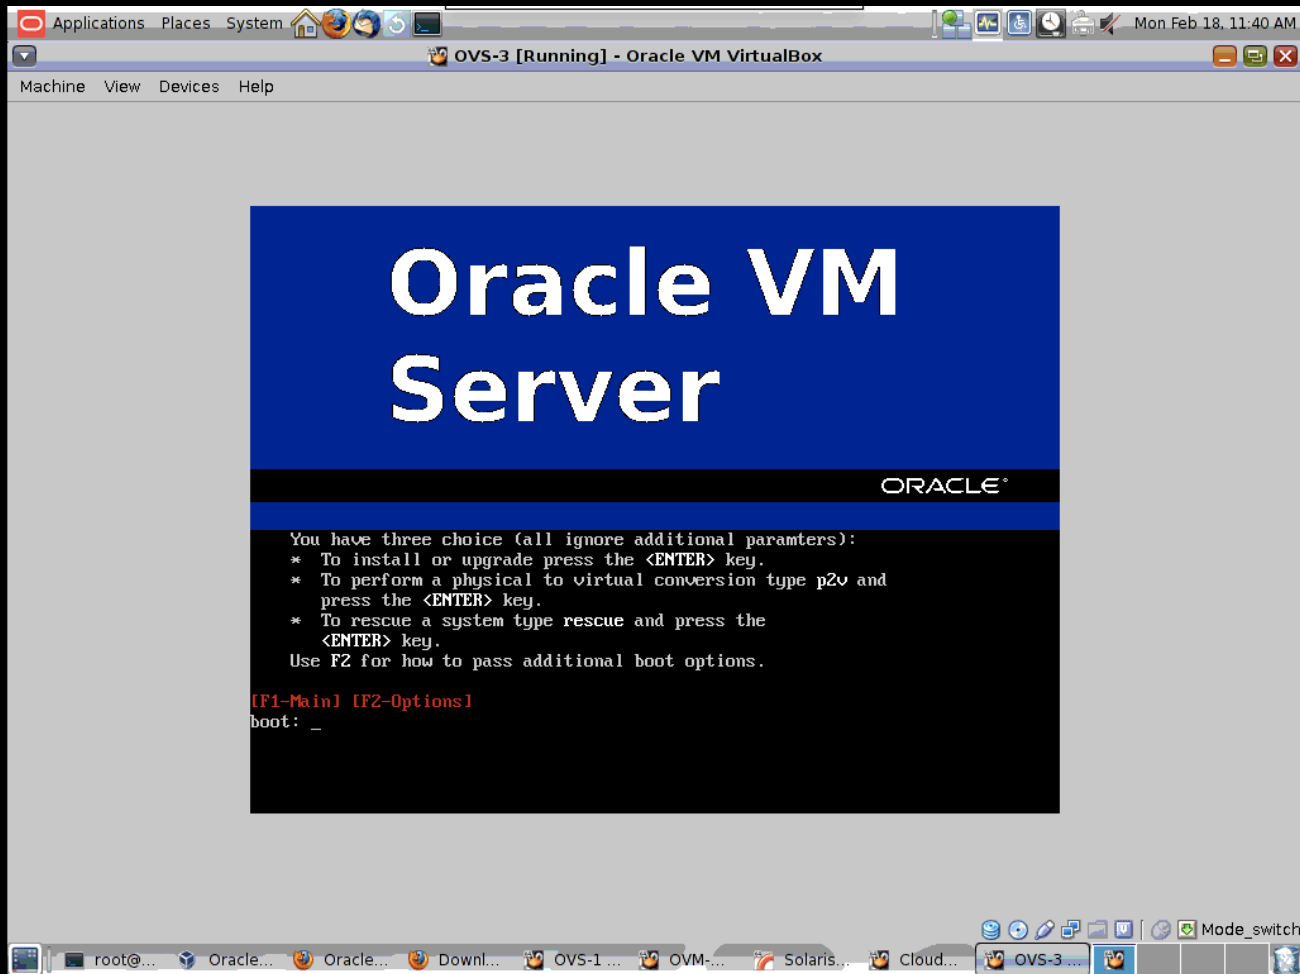 Applications Places System Mon Feb 18, 11:40 AM
OVS-3 [Running] - Oracle VM VirtualBox
Machine View Devices Help
Oracle VM
Server
ORACLE
You have three choice (all ignore additional paramters):
* To install or upgrade press the <ENTER> key.
* To perform a physical to virtual conversion type p2v and
press the <ENTER> key.
* To rescue a system type rescue and press the
<ENTER> key.
Use F2 for how to pass additional boot options.
[F1-Main] [F2-Options]
boot: _
Mode_switch
root@... Oracle... Oracle... Downl... OVS-1 ... OVM-... Solaris... Cloud... OVS-3 ...